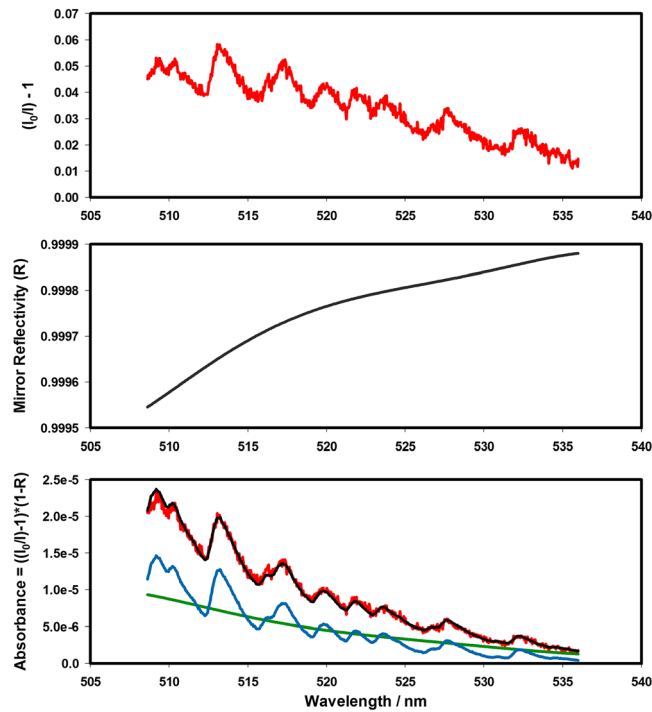 0.07
0.06
0.05
0.04
0.03
0.02
0.01
0.00
(I0/I) - 1
505 510 515 520 525 530 535 540
0.9999
0.9998
0.9997
0.9996
0.9995
Mirror Reflectivity (R)
505 510 515 520 525 530 535 540
2.5e-5
2.0e-5
1.5e-5
1.0e-5
5.0e-6
0.0
Absorbance = ((I0/I)-1)*(1-R)
505 510 515 520 525 530 535 540
Wavelength / nm